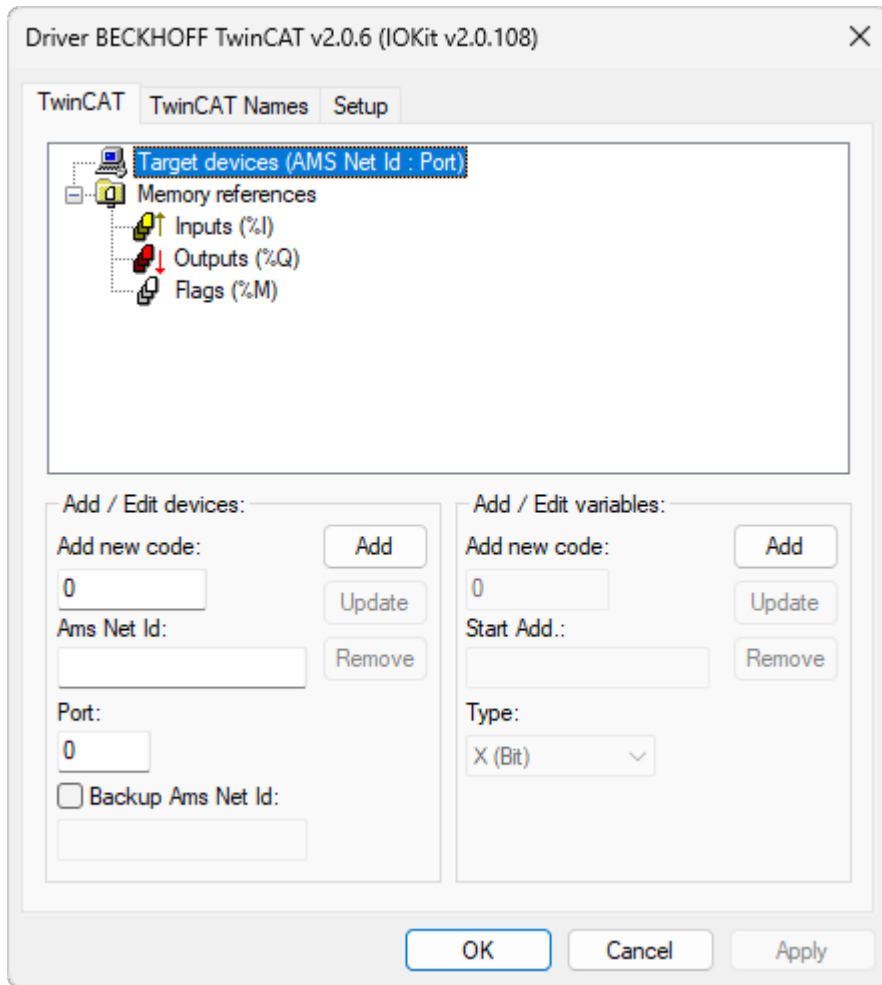 Driver BECKHOFF TwinCAT v2.0.6 (IOKit v2.0.108)
TwinCAT TwinCAT Names Setup
Target devices (AMS Net Id : Port)
Memory references
Inputs (%I)
Outputs (%Q)
Flags (%M)
Add / Edit devices:
Add new code:
Add
0
Update
Ams Net Id:
Remove
Port:
0
Backup Ams Net Id:
Add / Edit variables:
Add new code:
Add
0
Update
Start Add.:
Remove
Type:
X (Bit)
OK Cancel Apply